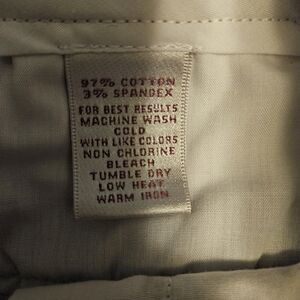 97% COTTON
3% SPANDEX
FOR BEST RESULTS
MACHINE WASH
COLD
WITH LIKE COLORS
NON CHLORINE
BLEACH
TUMBLE DRY
LOW HEAT
WARM IRON